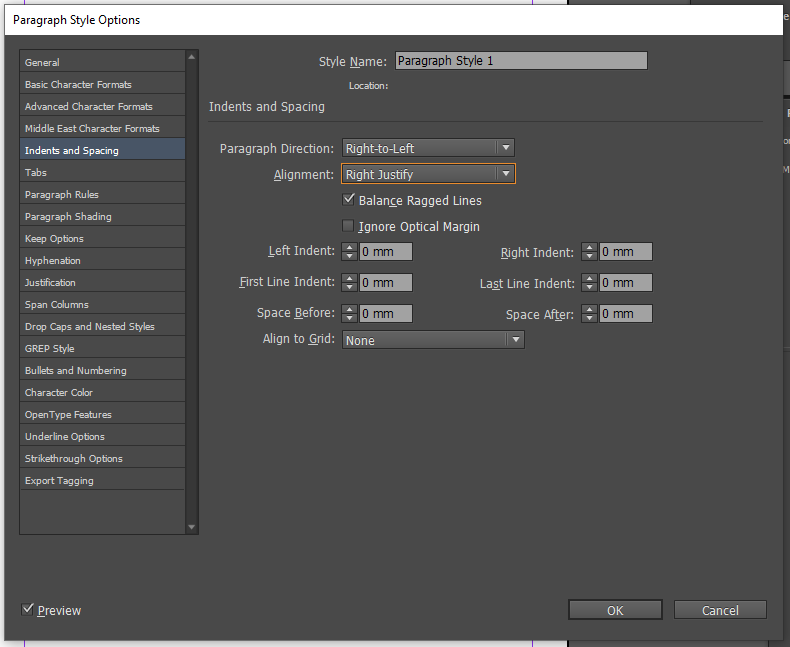 Paragraph Style Options
General
Basic Character Formats
Advanced Character Formats
Middle East Character Formats
Indents and Spacing
Tabs
Paragraph Rules
Paragraph Shading
Keep Options
Hyphenation
Justification
Span Columns
Drop Caps and Nested Styles
GREP Style
Bullets and Numbering
Character Color
OpenType Features
Underline Options
Strikethrough Options
Export Tagging
Style Name: Paragraph Style 1
Location:
Indents and Spacing
Paragraph Direction: Right-to-Left
Alignment: Right Justify
Balance Ragged Lines
Ignore Optical Margin
Left Indent: 0 mm Right Indent: 0 mm
First Line Indent: 0 mm Last Line Indent: 0 mm
Space Before: 0 mm Space After: 0 mm
Align to Grid: None
Preview OK Cancel